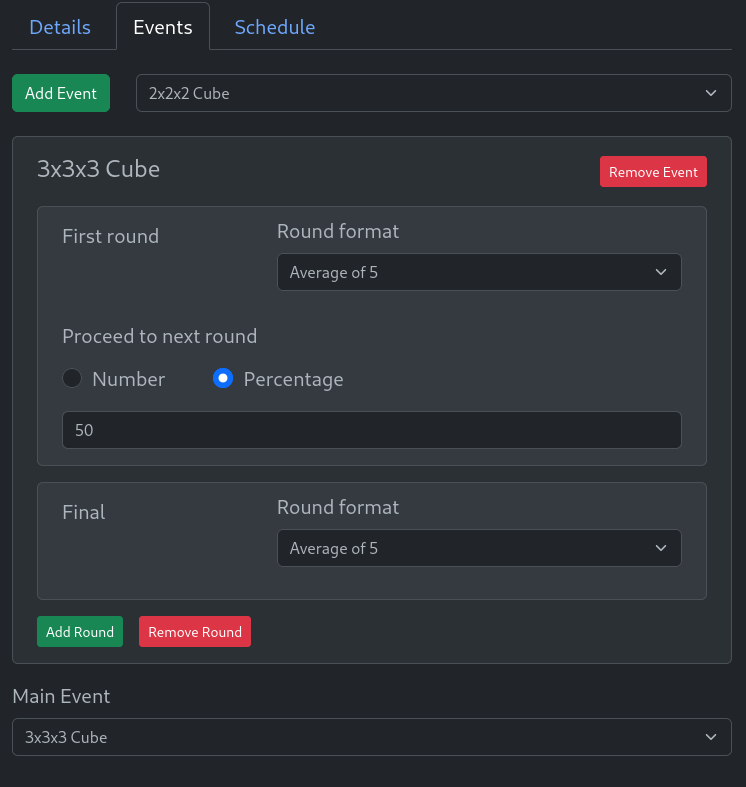 Details Events Schedule
Add Event 2x2x2 Cube
3x3x3 Cube Remove Event
First round Round format
Average of 5
Proceed to next round
Number Percentage
50
Final Round format
Average of 5
Add Round Remove Round
Main Event
3x3x3 Cube